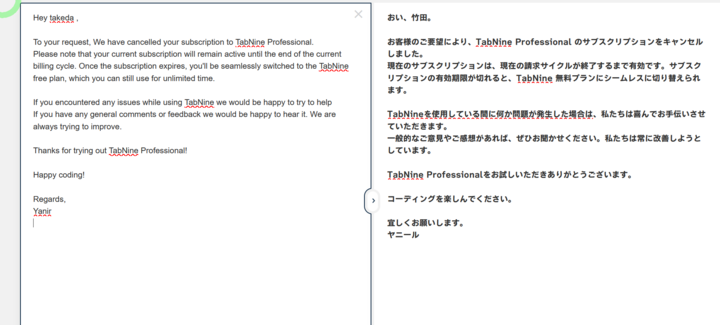 Hey takeda ,
To your request, We have cancelled your subscription to TabNine Professional.
Please note that your current subscription will remain active until the end of the current
billing cycle. Once the subscription expires, you'll be seamlessly switched to the TabNine
free plan, which you can still use for unlimited time.
If you encountered any issues while using TabNine we would be happy to try to help
If you have any general comments or feedback we would be happy to hear it. We are
always trying to improve.
Thanks for trying out TabNine Professional!
Happy coding!
Regards,
Yanir
おい、竹田。
お客様のご要望により、TabNine Professional のサブスクリプションをキャンセル
しました。
現在のサブスクリプションは、現在の請求サイクルが終了するまで有効です。サブスク
リプションの有効期限が切れると、TabNine 無料プランにシームレスに切り替えられ
ます。
TabNineを使用している間に何か問題が発生した場合は、私たちは喜んでお手伝いさせ
ていただきます。
一般的なご意見やご感想があれば、ぜひお聞かせください。私たちは常に改善しようと
しています。
TabNine Professionalをお試しいただきありがとうございます。
コーディングを楽しんでください。
宜しくお願いします。
ヤニール